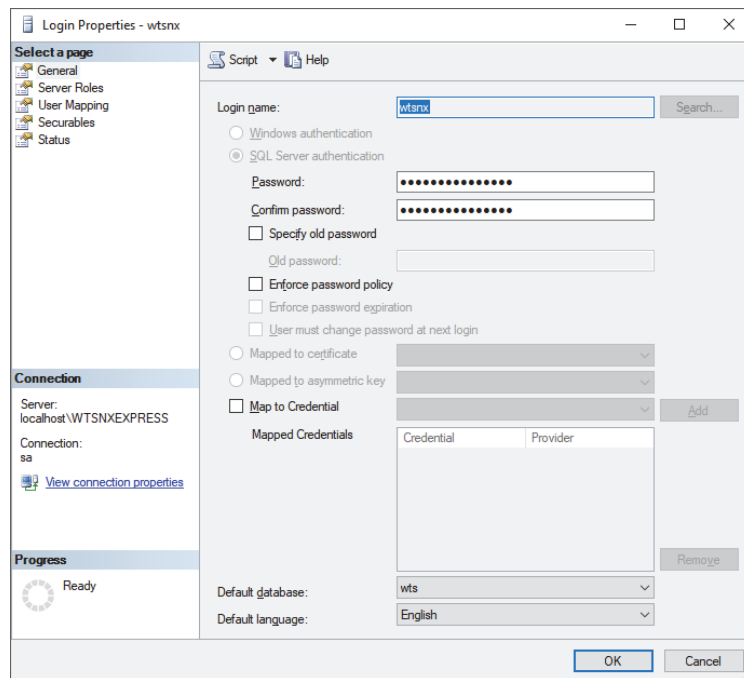 Login Properties - wtsnx
Select a page
General
Server Roles
User Mapping
Securables
Status
Script
Help
Login name:
wtsnx
Search...
Windows authentication
SQL Server authentication
Password:
●●●●●●●●●●●●●●●
Confirm password:
●●●●●●●●●●●●●●●
Specify old password
Old password:
Enforce password policy
Enforce password expiration
User must change password at next login
Mapped to certificate
Mapped to asymmetric key
Map to Credential
Add
Mapped Credentials
Credential Provider
Remove
Default database:
wts
Default language:
English
Connection
Server:
localhost\WTSNXEXPRESS
Connection:
sa
View connection properties
Progress
Ready
OK
Cancel